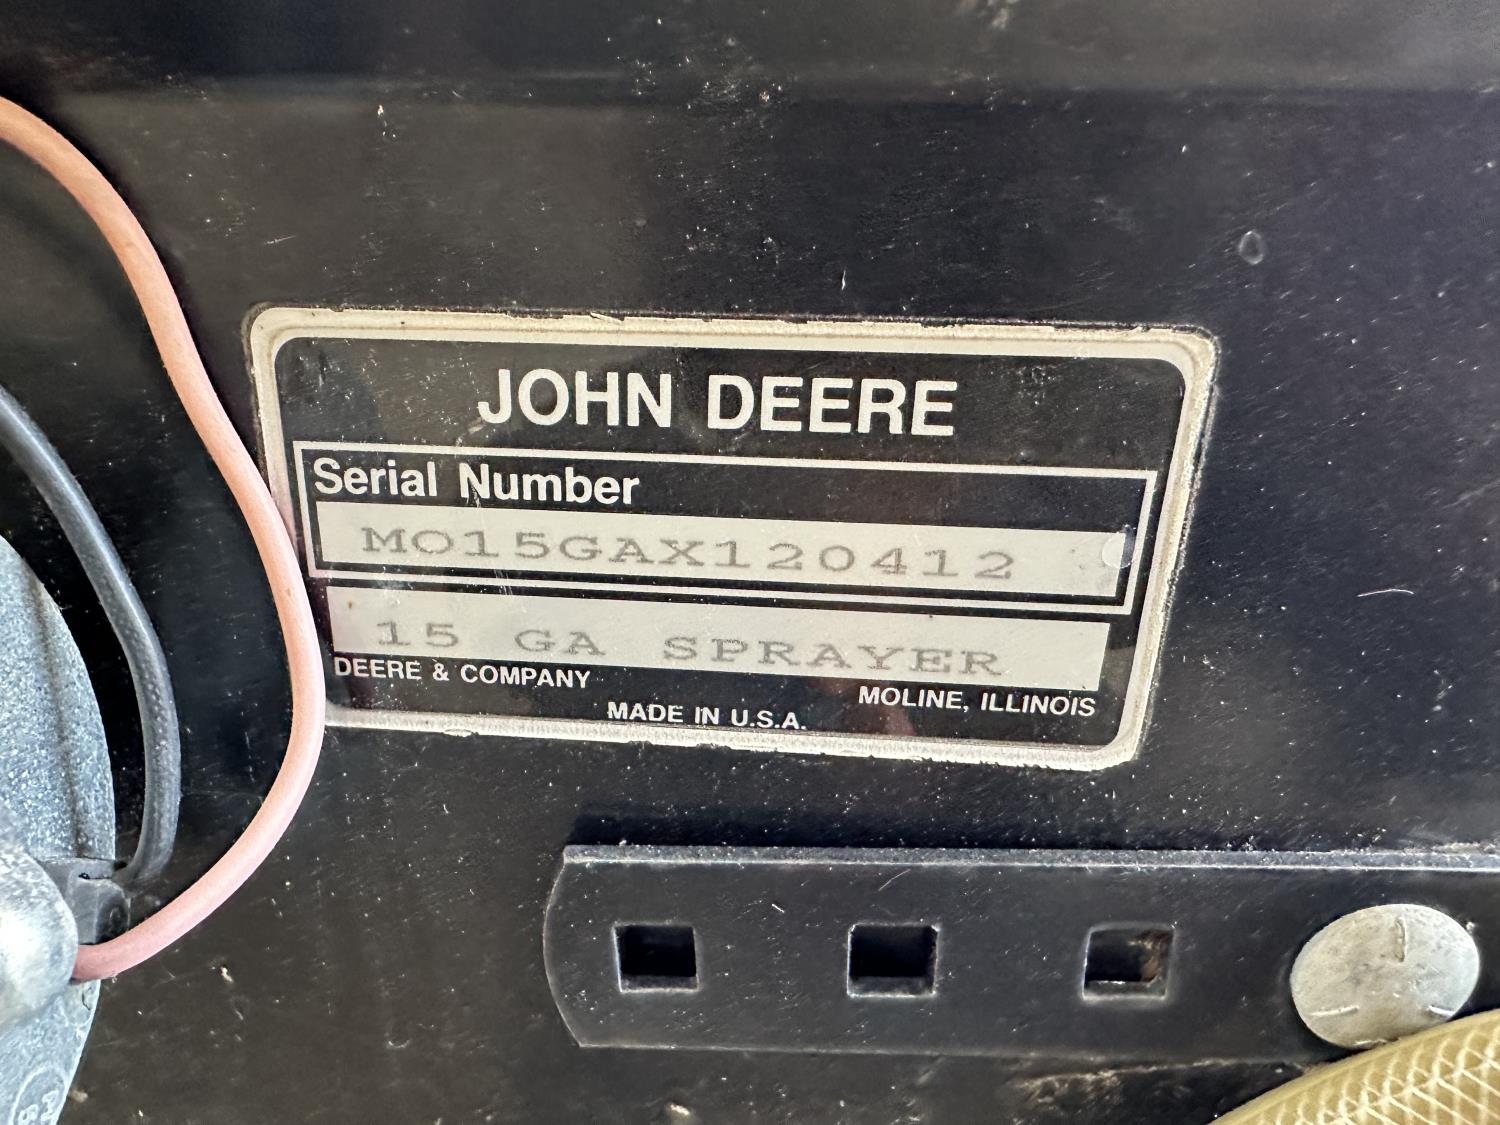 JOHN DEERE
Serial Number
MO15GAX120412
15 GA SPRAYER
DEERE & COMPANY
MOLINE, ILLINOIS
MADE IN U.S.A.